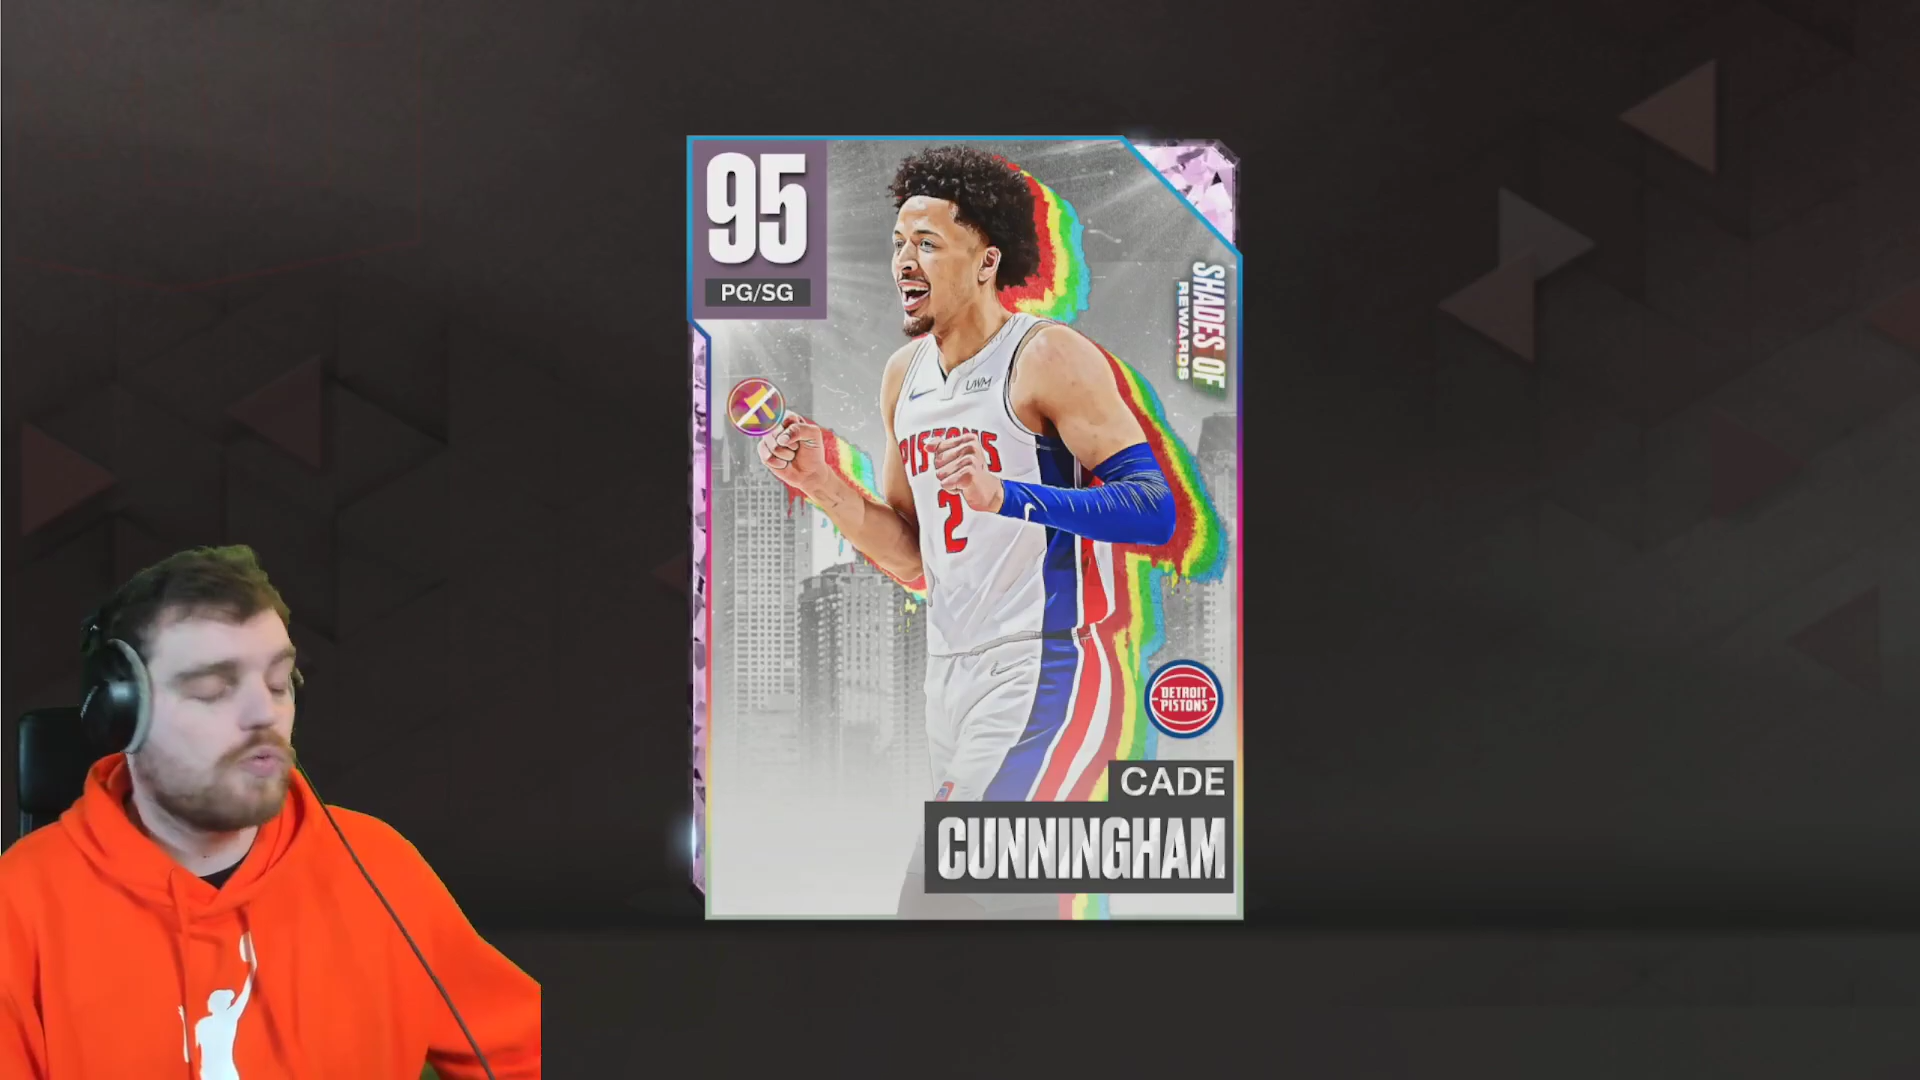 95
PG/SG
SHADES OF
REWARDS
UWM
PISTONS
2
DETROIT
PISTONS
CADE
CUNNINGHAM